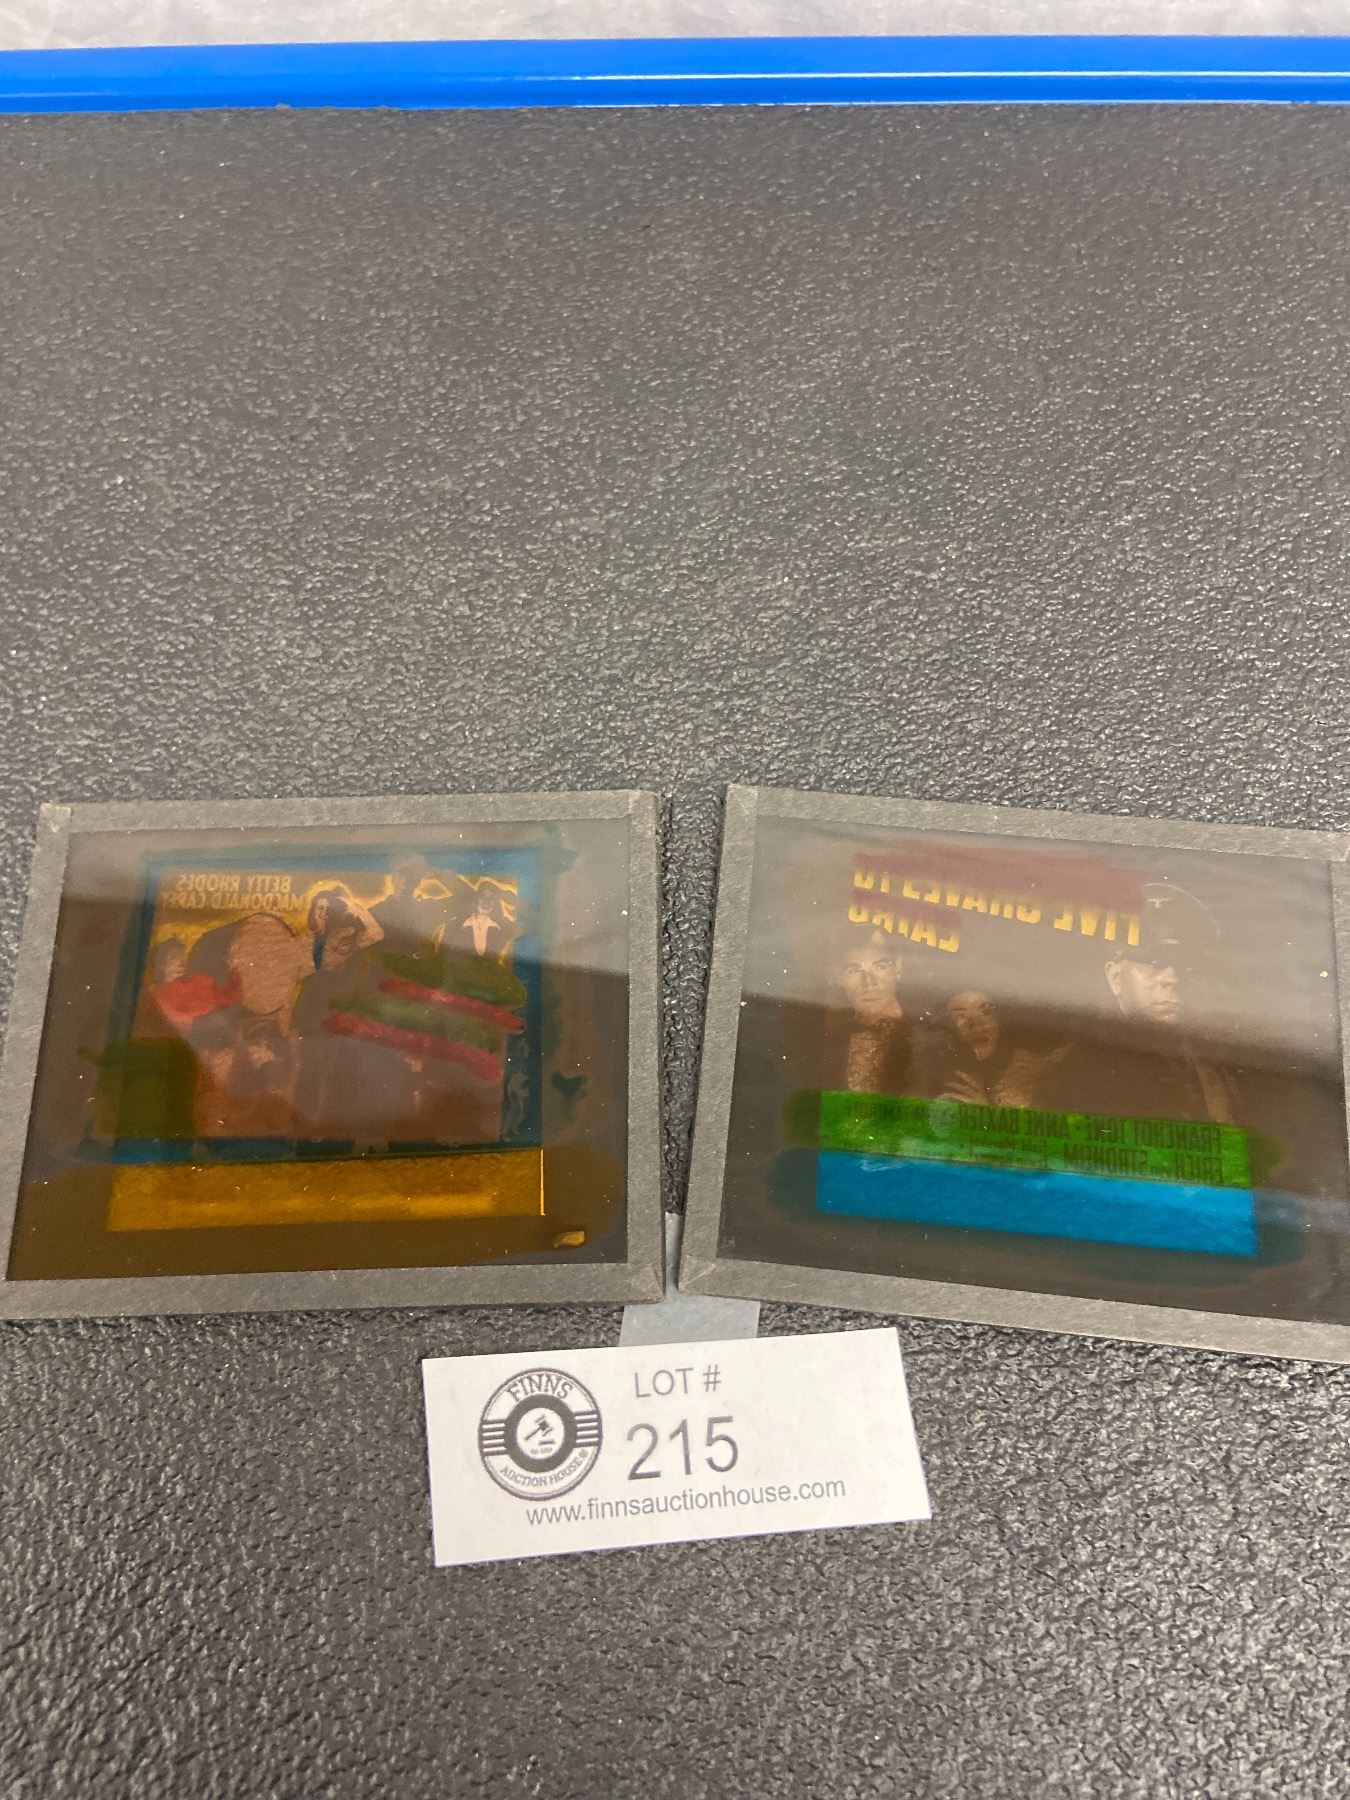 BETTY RHODES
MACDONALD CAREY
FIVE GRAVES TO
CAIRO
FRANCHOT TONE · ANNE BAXTER
ERICH von STROHEIM
FINNS
AUCTION HOUSE
LOT #
215
www.finnsauctionhouse.com